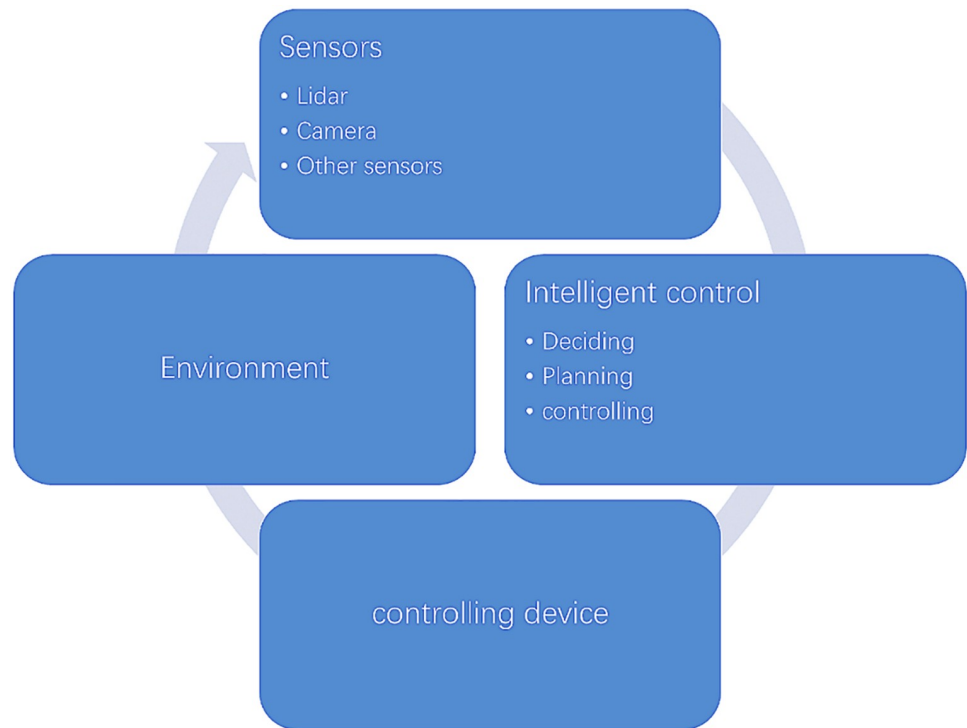 Sensors
• Lidar
• Camera
• Other sensors
Intelligent control
• Deciding
• Planning
• controlling
Environment
controlling device